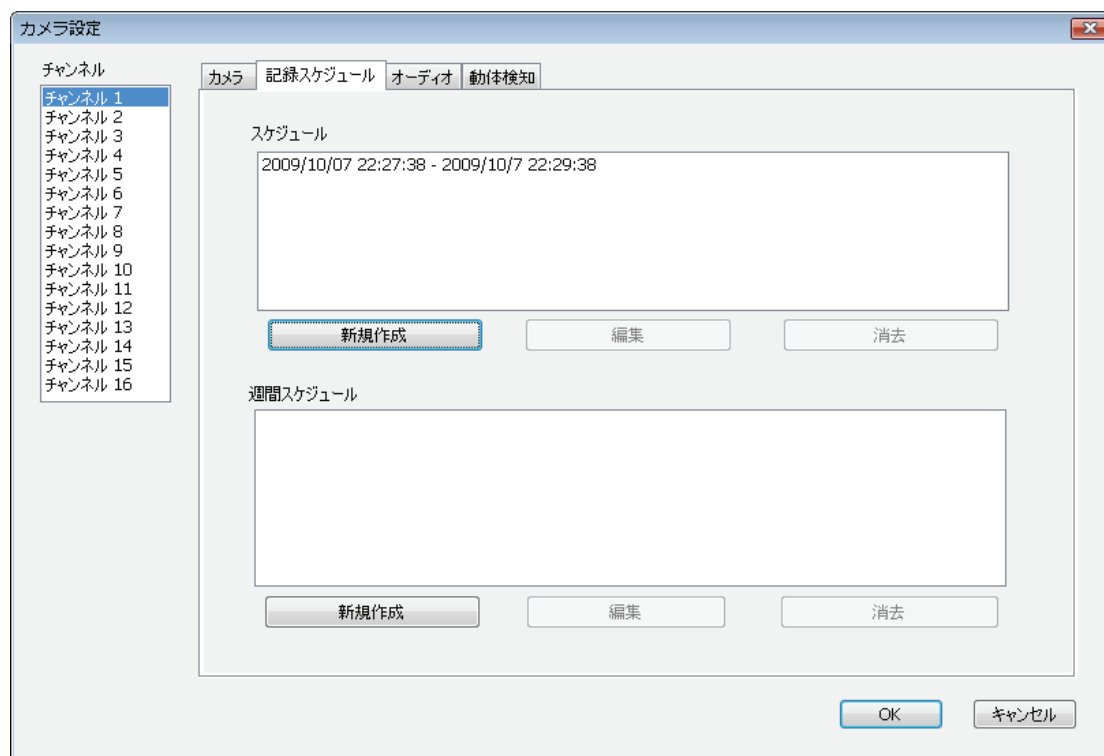 カメラ設定
チャンネル
チャンネル 1
チャンネル 2
チャンネル 3
チャンネル 4
チャンネル 5
チャンネル 6
チャンネル 7
チャンネル 8
チャンネル 9
チャンネル 10
チャンネル 11
チャンネル 12
チャンネル 13
チャンネル 14
チャンネル 15
チャンネル 16
カメラ 記録スケジュール オーディオ 動体検知
スケジュール
2009/10/07 22:27:38 - 2009/10/7 22:29:38
新規作成 編集 消去
週間スケジュール
新規作成 編集 消去
OK キャンセル